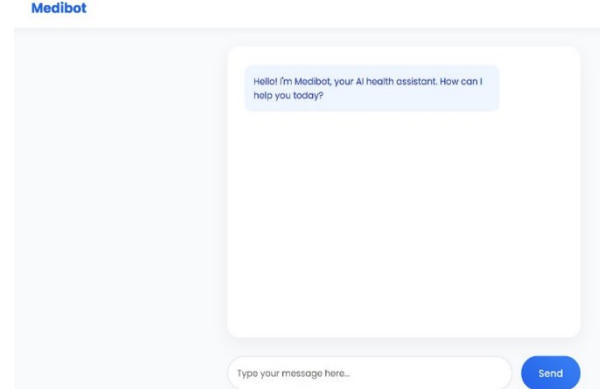 Medibot
Hello! I'm Medibot, your AI health assistant. How can I
help you today?
Type your message here...
Send